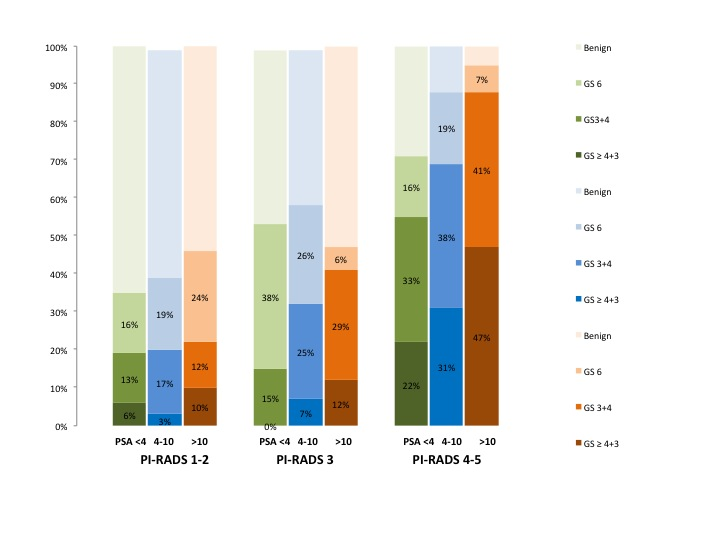 100%
90%
80%
70%
60%
50%
40%
30%
20%
10%
0%
16%
13%
6%
19%
17%
3%
24%
12%
10%
38%
15%
0%
26%
25%
7%
6%
29%
12%
16%
33%
22%
19%
38%
31%
7%
41%
47%
PSA <4 4-10 >10
PI-RADS 1-2
PSA <4 4-10 >10
PI-RADS 3
PSA <4 4-10 >10
PI-RADS 4-5
Benign
GS 6
GS3+4
GS ≥ 4+3
Benign
GS 6
GS 3+4
GS ≥ 4+3
Benign
GS 6
GS 3+4
GS ≥ 4+3